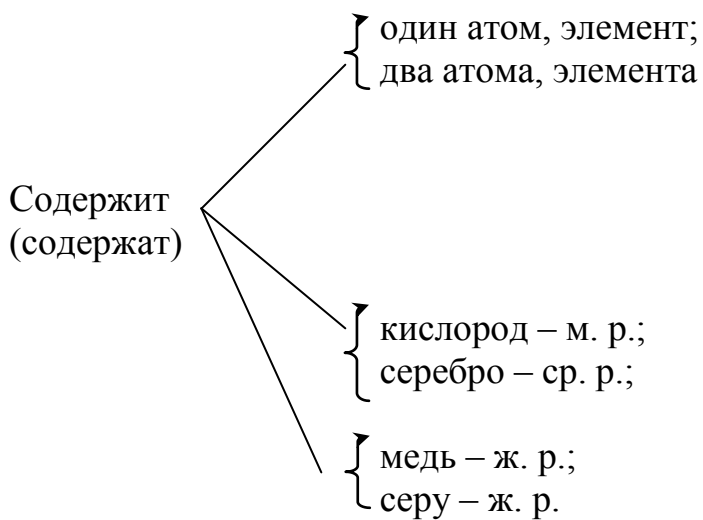 один атом, элемент;
два атома, элемента
Содержит
(содержат)
кислород – м. р.;
серебро – ср. р.;
медь – ж. р.;
серу – ж. р.